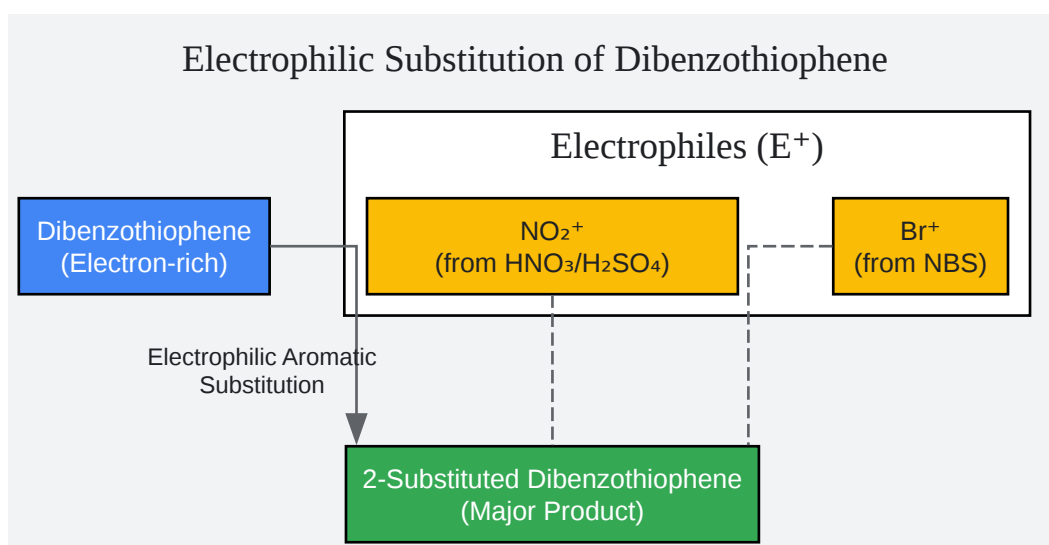 Electrophilic Substitution of Dibenzothiophene
Electrophiles (E⁺)
Dibenzothiophene
(Electron-rich)
NO₂⁺
(from HNO₃/H₂SO₄)
Br⁺
(from NBS)
Electrophilic Aromatic
Substitution
2-Substituted Dibenzothiophene
(Major Product)